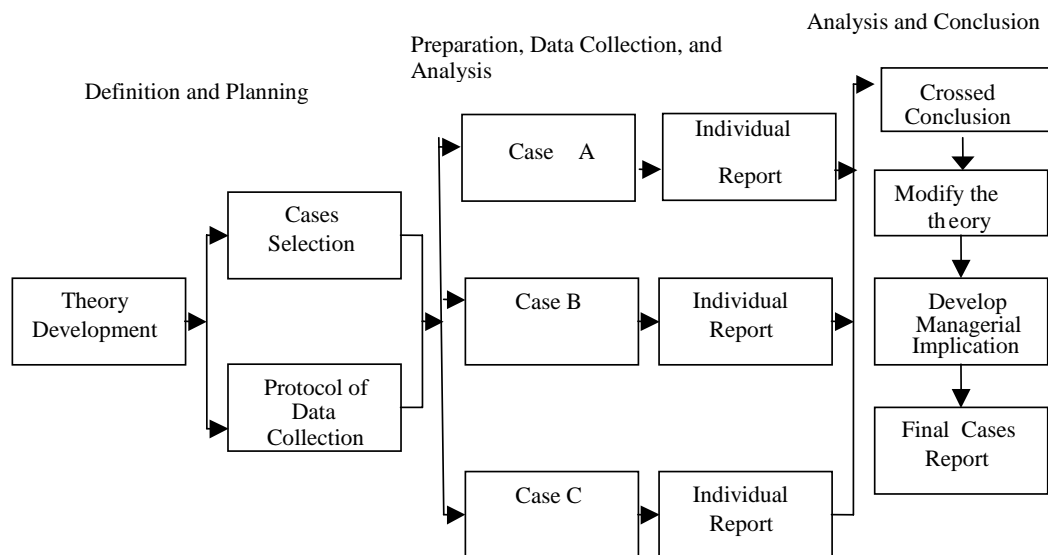 Definition and Planning
Preparation, Data Collection, and
Analysis
Analysis and Conclusion
Theory
Development
Cases
Selection
Protocol of
Data
Collection
Case A
Individual
Report
Case B
Individual
Report
Case C
Individual
Report
Crossed
Conclusion
Modify the
theory
Develop
Managerial
Implication
Final Cases
Report